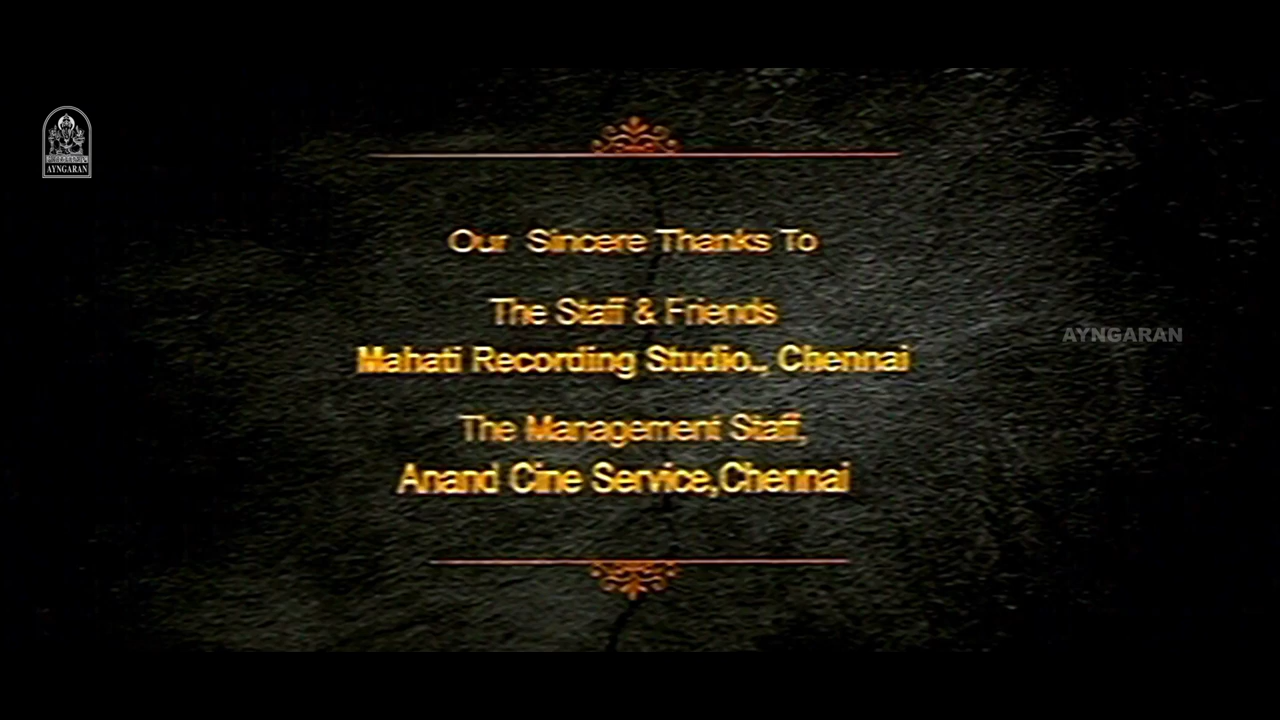 AYNGARAN
Our Sincere Thanks To
The Staff & Friends
AYNGARAN
Mahati Recording Studio., Chennai
The Management Staff,
Anand Cine Service,Chennai